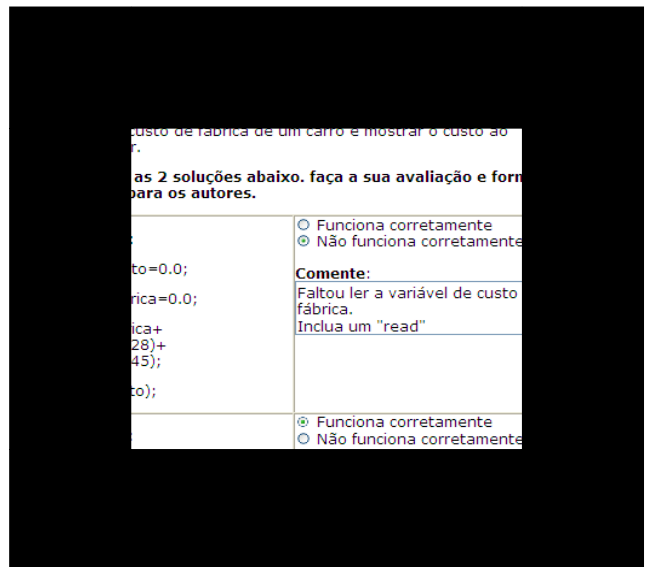 custo de fabrica de um carro e mostrar o custo ao
r.
as 2 soluções abaixo. faça a sua avaliação e
para os autores.
:
to=0.0;
rica=0.0;
ica+
28)+
45);
to);
Funciona corretamente
Não funciona corretamente
Comente:
Faltou ler a variável de custo
fábrica.
Inclua um "read"
:
Funciona corretamente
Não funciona corretamente